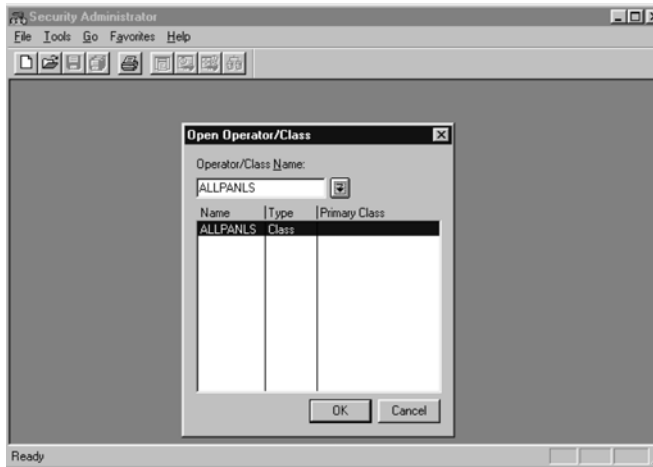 Security Administrator
File Tools Go Favorites Help
Open Operator/Class
Operator/Class Name:
ALLPANLS
Name Type Primary Class
ALLPANLS Class
OK Cancel
Ready